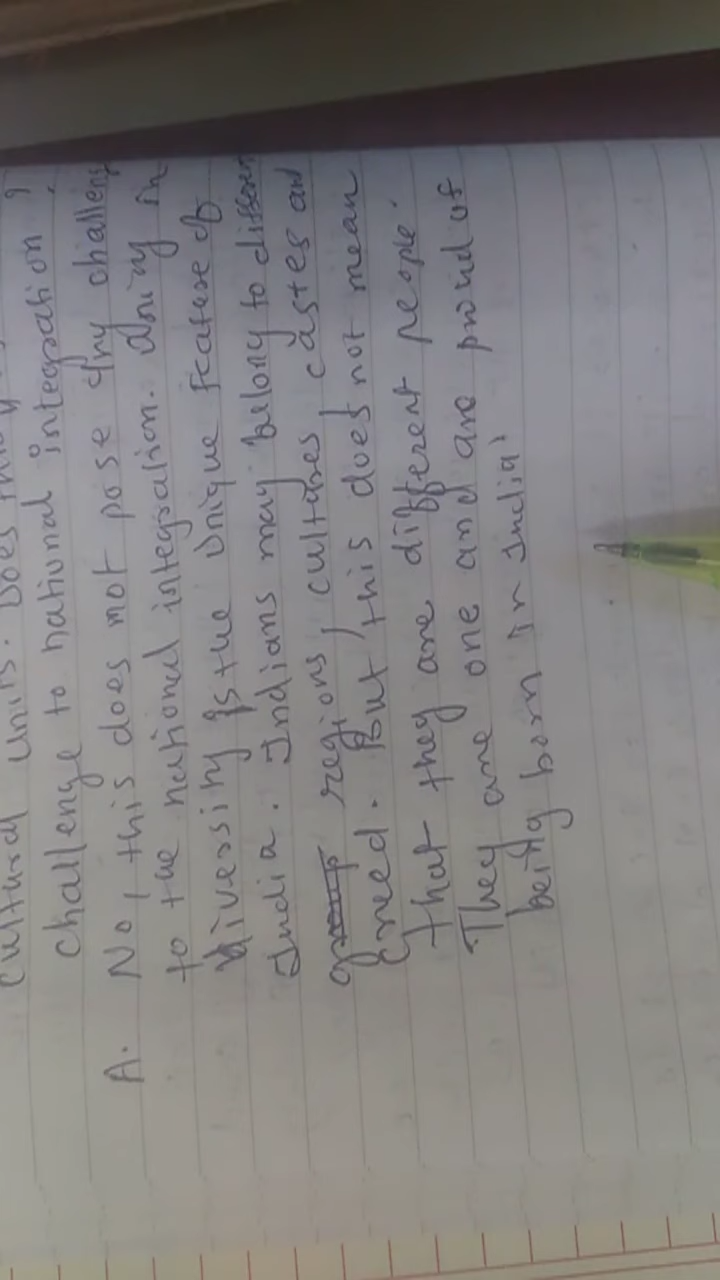 cultural units. Does this
challenge to national integration?
A. No, this does not pose any challeng
to the national integration. Unity in
diversity is the unique feature of
India. Indians may belong to differen
group regions, cultures, castes and
creed. But this does not mean
that they are different people.
They are one and are proud of
being born in India.